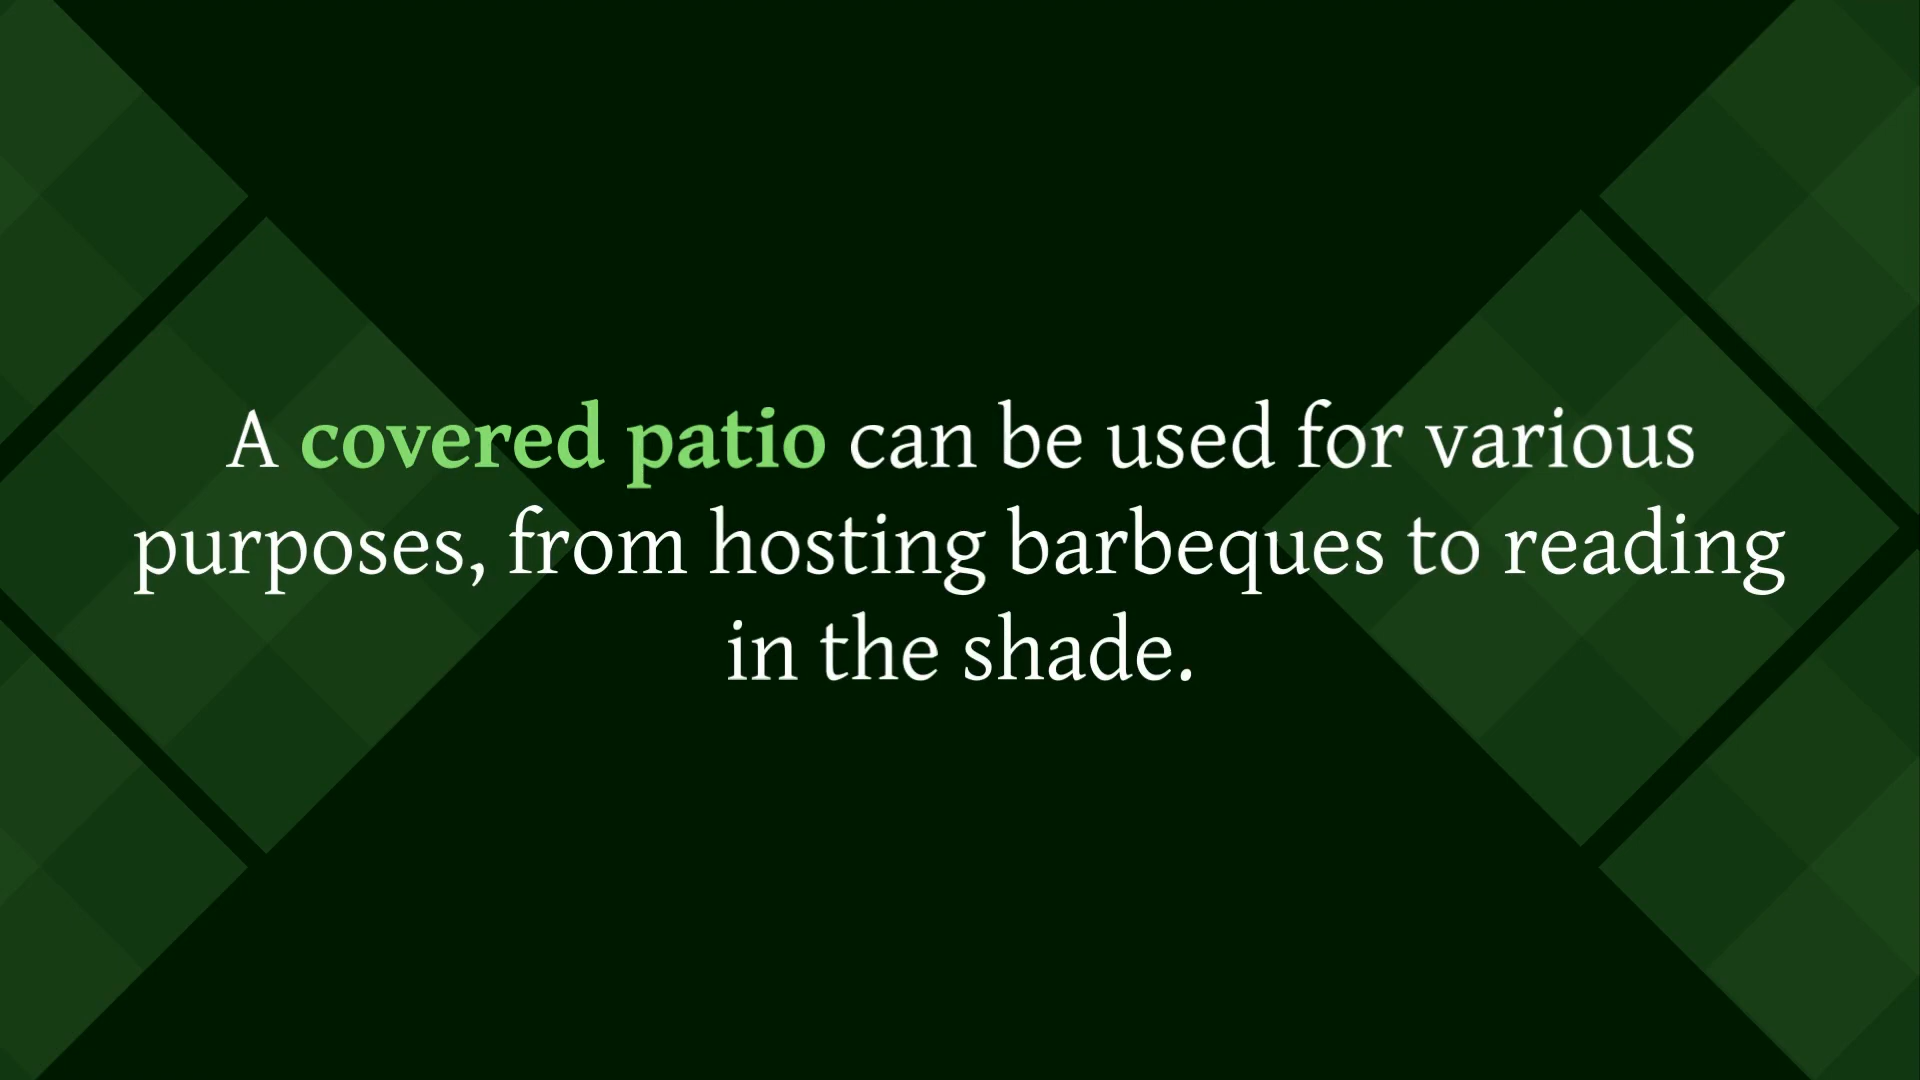 A covered patio can be used for various
purposes, from hosting barbeques to reading
in the shade.